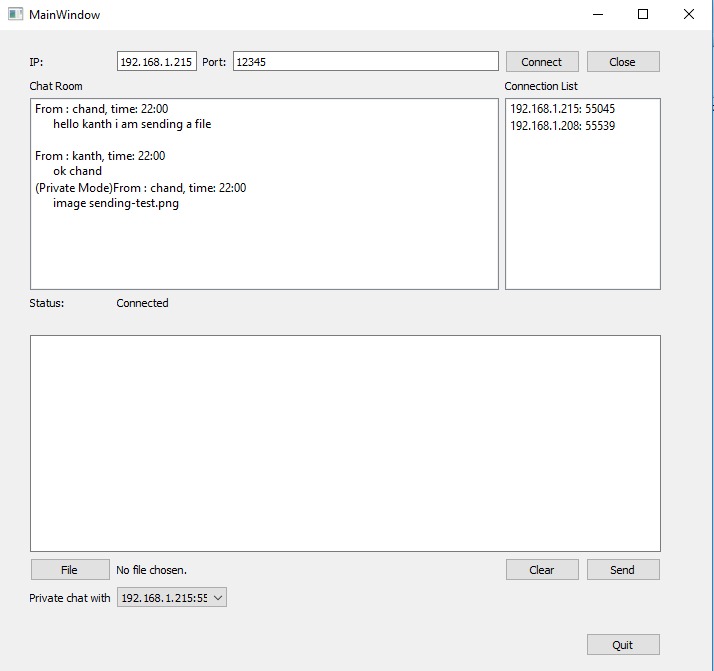 MainWindow
IP: 192.168.1.215 Port: 12345 Connect Close
Chat Room Connection List
From : chand, time: 22:00
hello kanth i am sending a file
From : kanth, time: 22:00
ok chand
(Private Mode)From : chand, time: 22:00
image sending-test.png
192.168.1.215: 55045
192.168.1.208: 55539
Status: Connected
File No file chosen. Clear Send
Private chat with 192.168.1.215:55
Quit